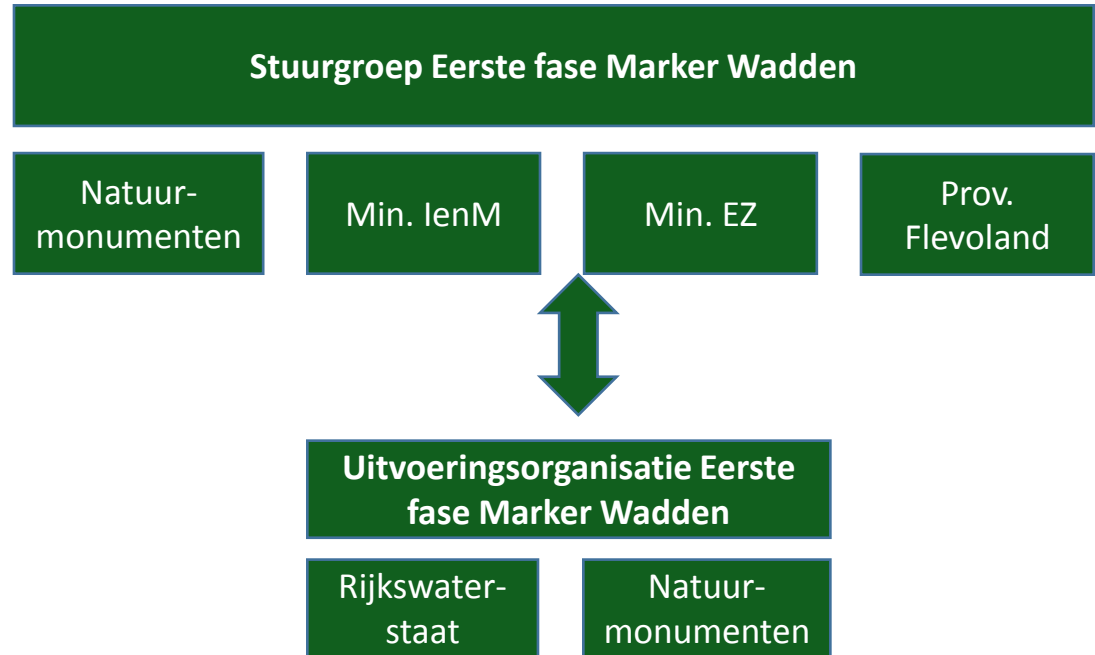 Stuurgroep Eerste fase Marker Wadden
Natuur-
monumenten
Min. IenM
Min. EZ
Prov.
Flevoland
Uitvoeringsorganisatie Eerste
fase Marker Wadden
Rijkswater-
staat
Natuur-
monumenten